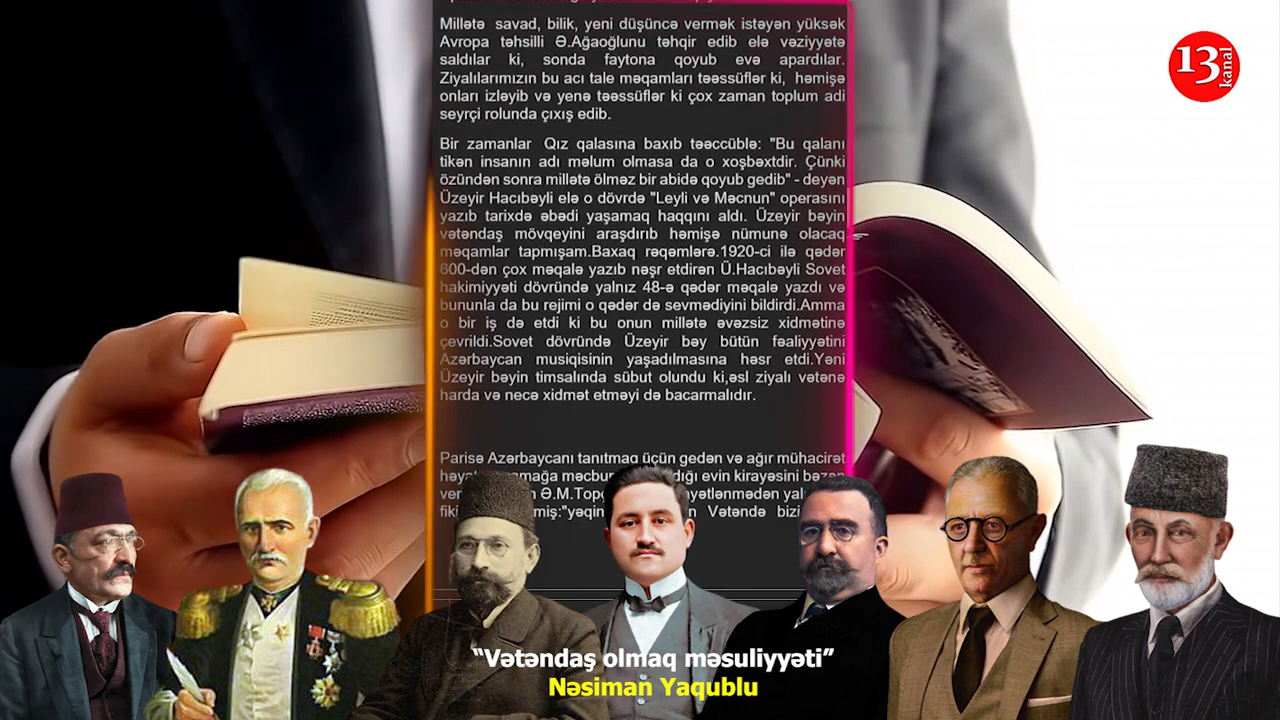 Millətə savad, bilik, yeni düşüncə vermək istəyən yüksək
Avropa təhsilli Ə.Ağaoğlunu təhqir edib elə vəziyyətə
saldılar ki, sonda faytona qoyub evə apardılar.
Ziyalılarımızın bu acı tale məqamları təəssüflər ki, həmişə
onları izləyib və yenə təəssüflər ki çox zaman toplum adi
seyrçi rolunda çıxış edib.
Bir zamanlar Qız qalasına baxıb təəccüblə: "Bu qalanı
tikən insanın adı məlum olmasa da o xoşbəxtdir. Çünki
özündən sonra millətə ölməz bir abidə qoyub gedib" - deyən
Üzeyir Hacıbəyli elə o dövrdə "Leyli və Məcnun" operasını
yazıb tarixdə əbədi yaşamaq haqqını aldı. Üzeyir bəyin
vətəndaş mövqeyini araşdırıb həmişə nümunə olacaq
məqamlar tapmışam.Baxaq rəqəmlərə.1920-ci ilə qədər
600-dən çox məqalə yazıb nəşr etdirən Ü.Hacıbəyli Sovet
hakimiyyəti dövründə yalnız 48-ə qədər məqalə yazdı və
bununla da bu rejimi o qədər də sevmədiyini bildirdi.Amma
o bir iş də etdi ki bu onun millətə əvəzsiz xidmətinə
çevrildi.Sovet dövründə Üzeyir bəy bütün fəaliyyətini
Azərbaycan musiqisinin yaşadılmasına həsr etdi.Yəni
Üzeyir bəyin timsalında sübut olundu ki,əsl ziyalı vətənə
harda və necə xidmət etməyi də bacarmalıdır.
Parisə Azərbaycanı tanıtmaq üçün gedən və ağır mühacirət
evin kirayəsini bəzən
Ə.M.Topç
Vətəndə bizi
13
kanal
“Vətəndaş olmaq məsuliyyəti”
Nəsiman Yaqublu